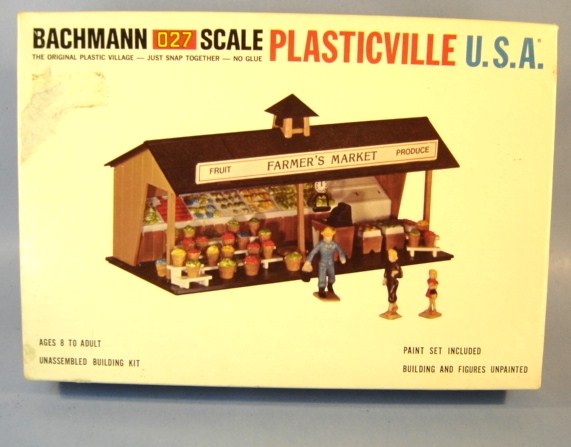 BACHMANN 027 SCALE PLASTICVILLE U.S.A.
THE ORIGINAL PLASTIC VILLAGE — JUST SNAP TOGETHER — NO GLUE
FRUIT FARMER'S MARKET PRODUCE
AGES 8 TO ADULT
UNASSEMBLED BUILDING KIT
PAINT SET INCLUDED
BUILDING AND FIGURES UNPAINTED